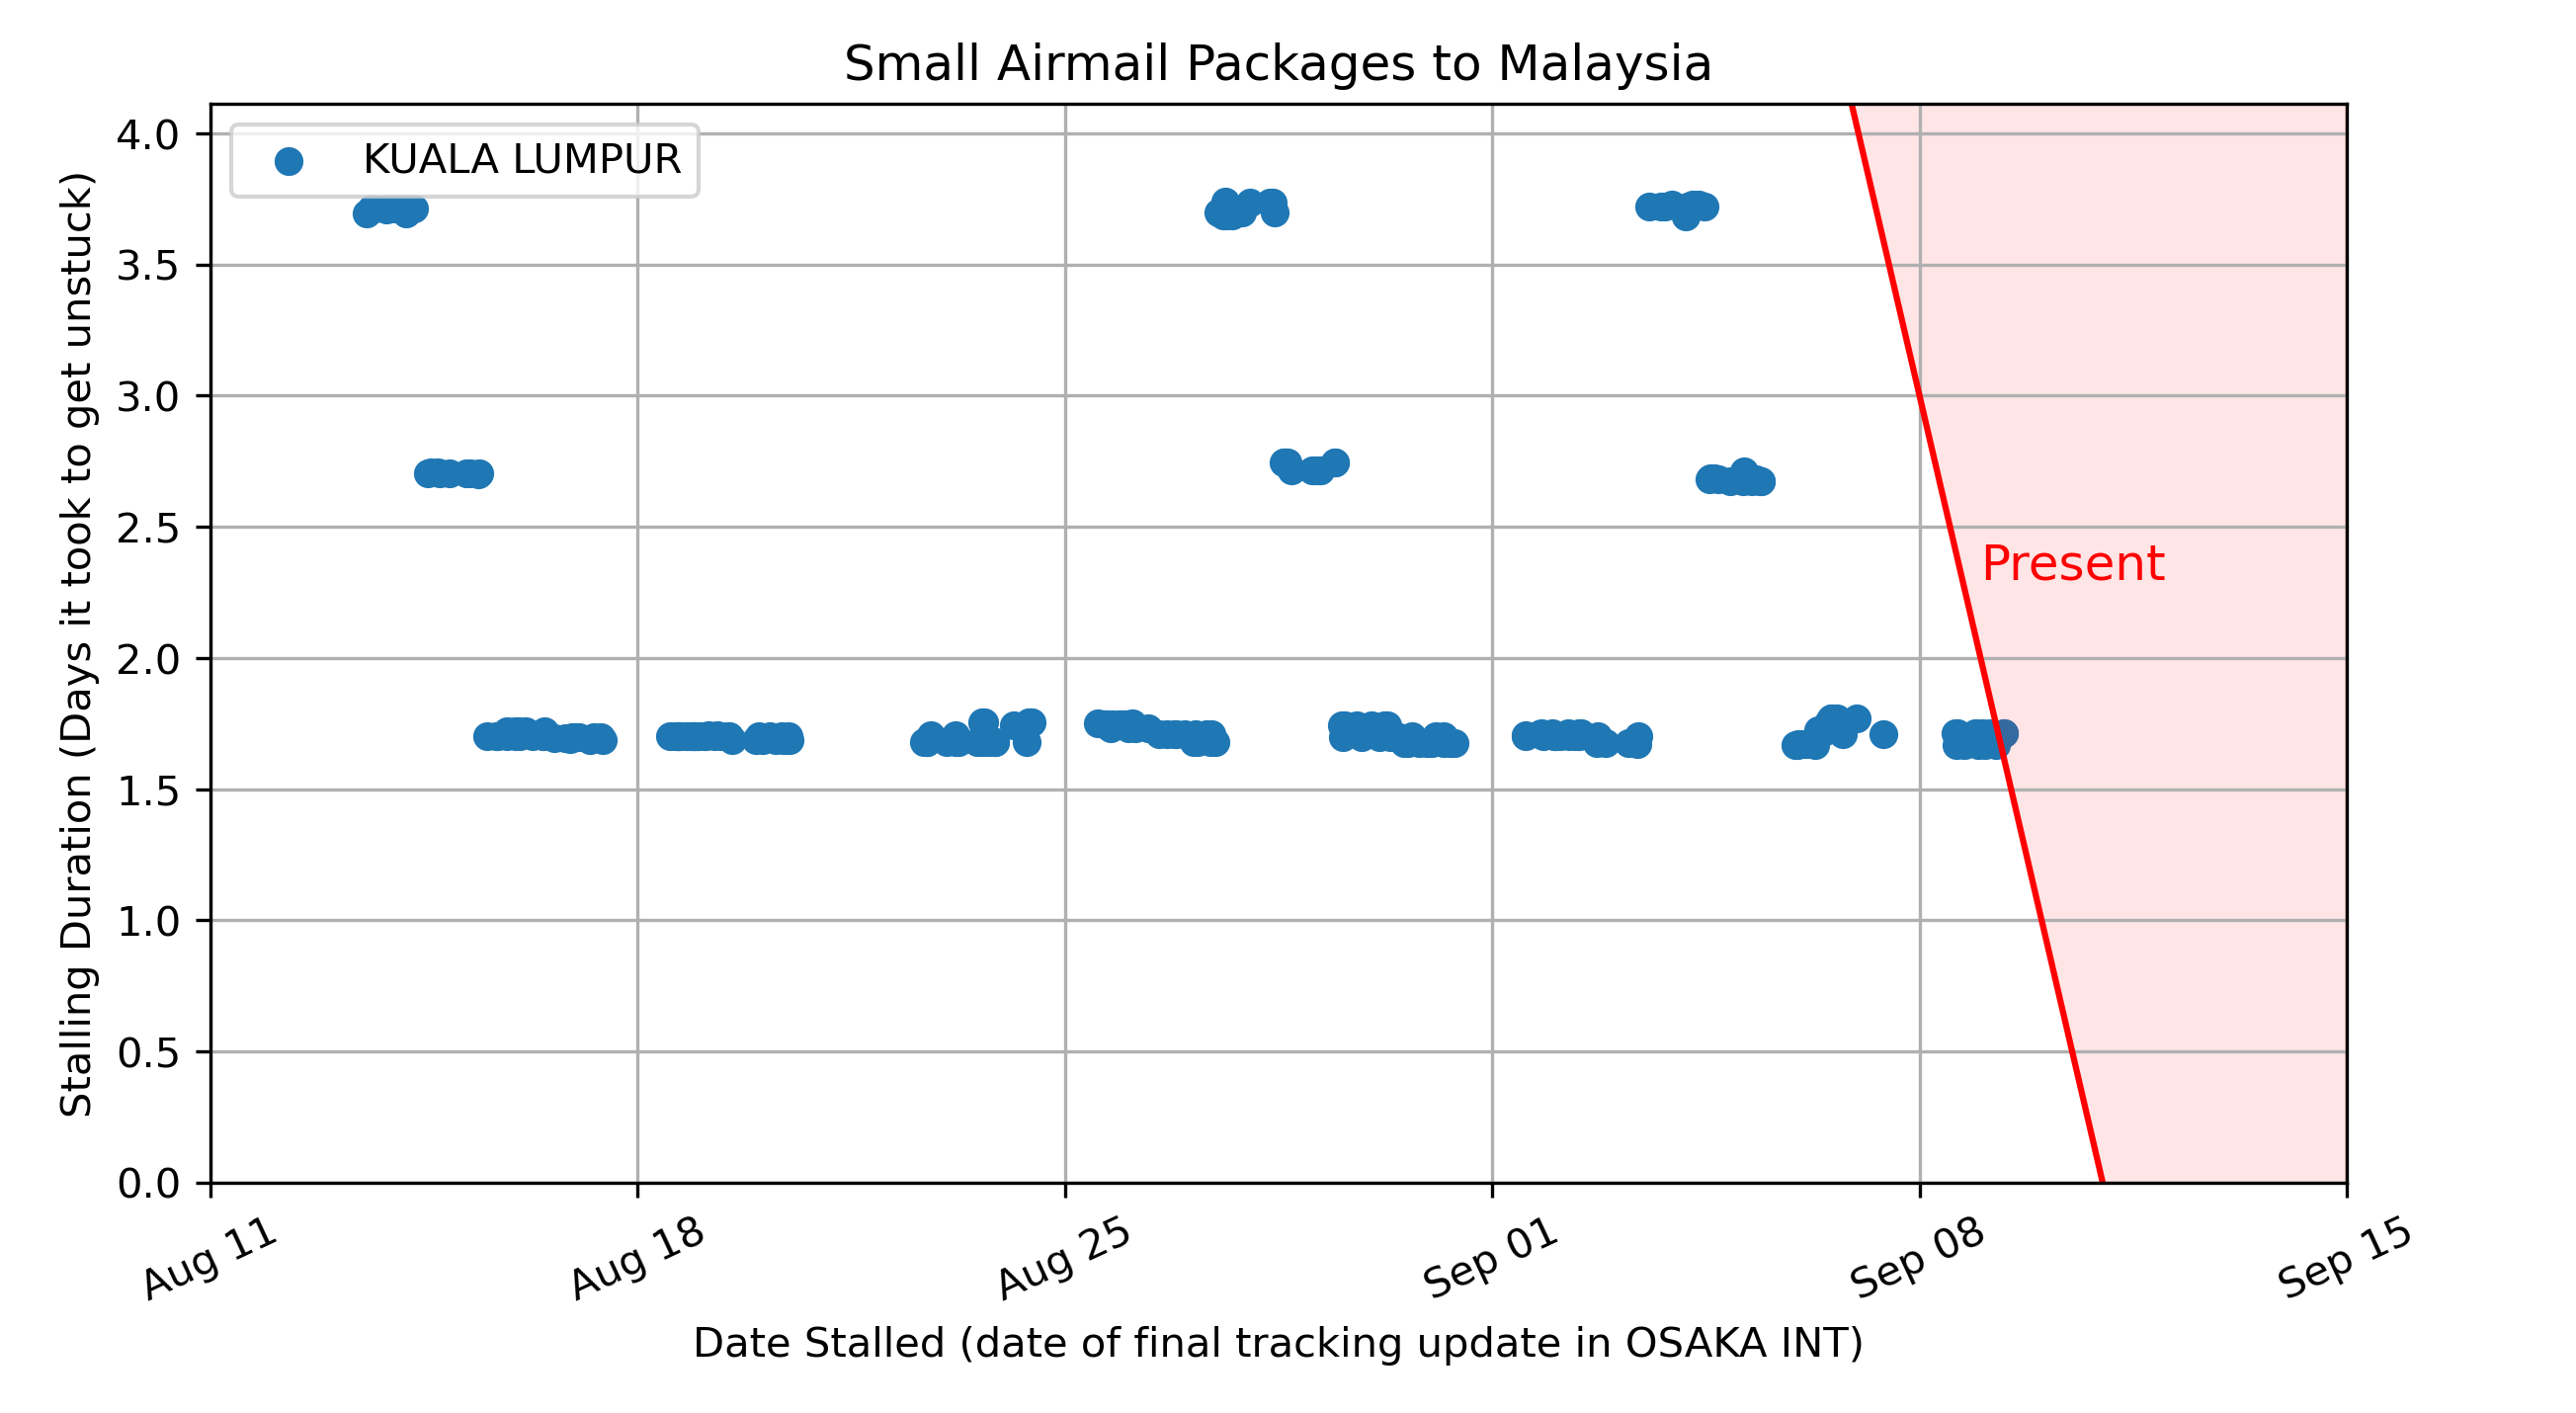 Small Airmail Packages to Malaysia
KUALA LUMPUR
Stalling Duration (Days it took to get unstuck)
4.0
3.5
3.0
2.5
2.0
1.5
1.0
0.5
0.0
Present
Aug 11
Aug 18
Aug 25
Sep 01
Sep 08
Sep 15
Date Stalled (date of final tracking update in OSAKA INT)